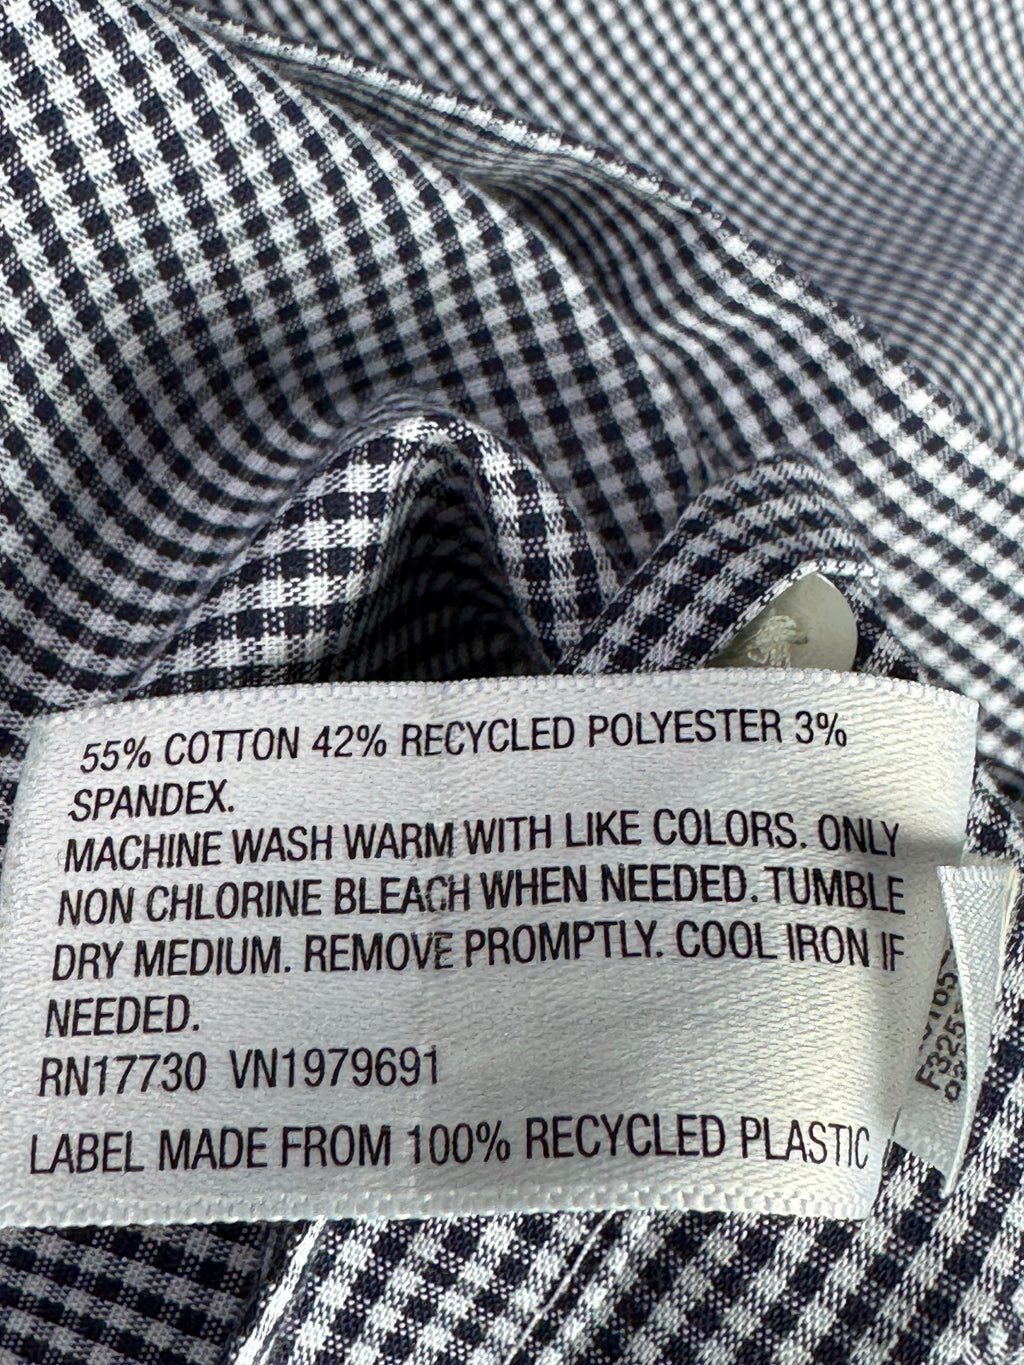 55% COTTON 42% RECYCLED POLYESTER 3%
SPANDEX.
MACHINE WASH WARM WITH LIKE COLORS. ONLY
NON CHLORINE BLEACH WHEN NEEDED. TUMBLE
DRY MEDIUM. REMOVE PROMPTLY. COOL IRON IF
NEEDED.
RN17730 VN1979691
LABEL MADE FROM 100% RECYCLED PLASTIC